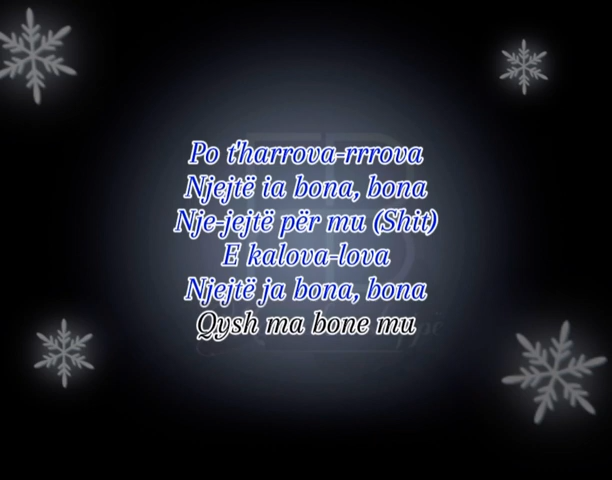 Po t'harrova-rrrova
Njejtë ia bona, bona
Nje-jejtë për mu (Shit)
E kalova-lova
Njejtë ja bona, bona
Qysh ma bone mu